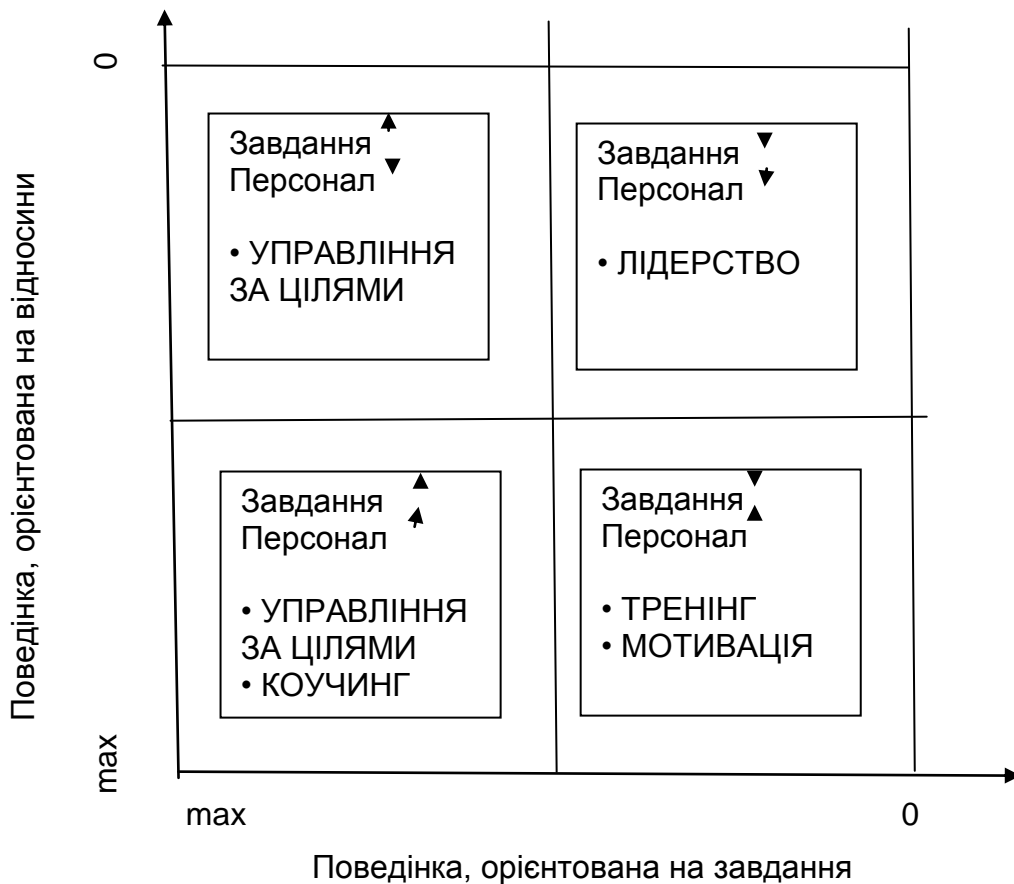 0
Поведінка, орієнтована на відносини
max
Завдання
Персонал
• УПРАВЛІННЯ
ЗА ЦІЛЯМИ
Завдання
Персонал
• ЛІДЕРСТВО
Завдання
Персонал
• УПРАВЛІННЯ
ЗА ЦІЛЯМИ
• КОУЧИНГ
Завдання
Персонал
• ТРЕНІНГ
• МОТИВАЦІЯ
max
0
Поведінка, орієнтована на завдання